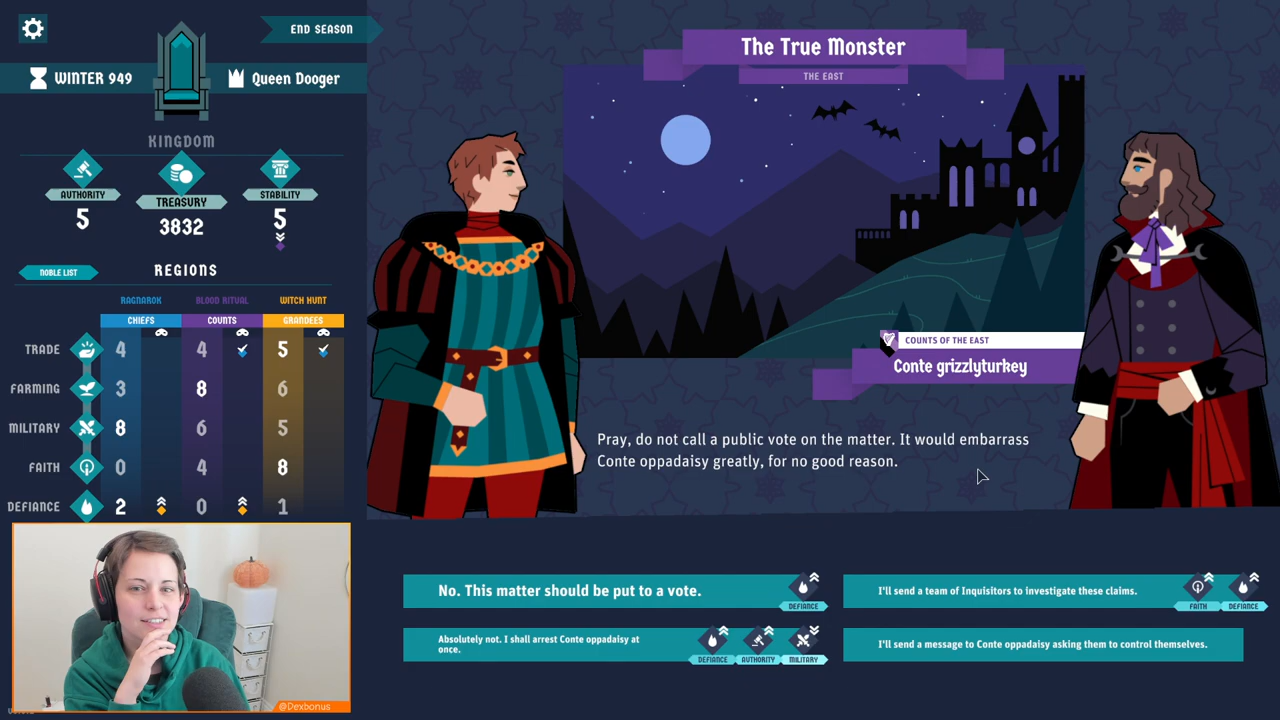 END SEASON
WINTER 949
Queen Dooger
KINGDOM
AUTHORITY
TREASURY
STABILITY
5
3832
5
NOBLE LIST
REGIONS
RAGNAROK
BLOOD RITUAL
WITCH HUNT
CHIEFS
COUNTS
GRANDEES
TRADE 4 4 5
FARMING 3 8 6
MILITARY 8 6 5
FAITH 0 4 8
DEFIANCE 2 0 1
@Dexbonus
The True Monster
THE EAST
COUNTS OF THE EAST
Conte grizzlyturkey
Pray, do not call a public vote on the matter. It would embarrass
Conte oppadaisy greatly, for no good reason.
No. This matter should be put to a vote.
DEFIANCE
I'll send a team of Inquisitors to investigate these claims.
FAITH
DEFIANCE
Absolutely not. I shall arrest Conte oppadaisy at
once.
DEFIANCE
AUTHORITY
MILITARY
I'll send a message to Conte oppadaisy asking them to control themselves.